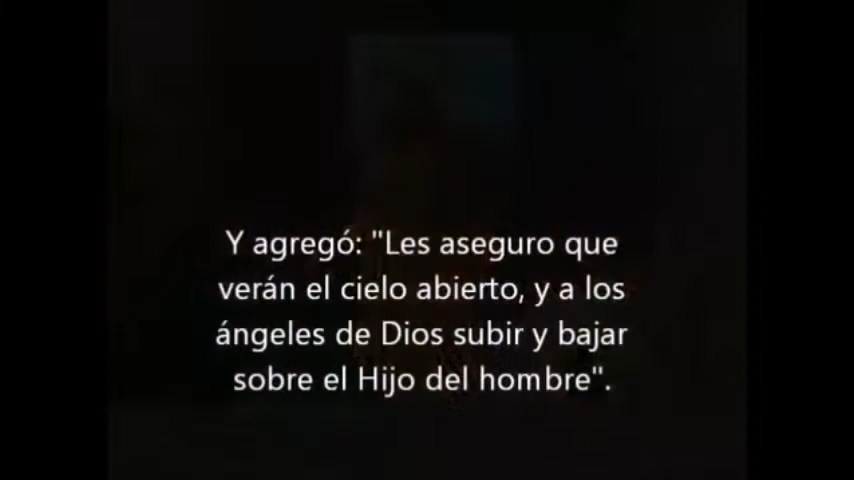 Y agregó: "Les aseguro que
verán el cielo abierto, y a los
ángeles de Dios subir y bajar
sobre el Hijo del hombre".